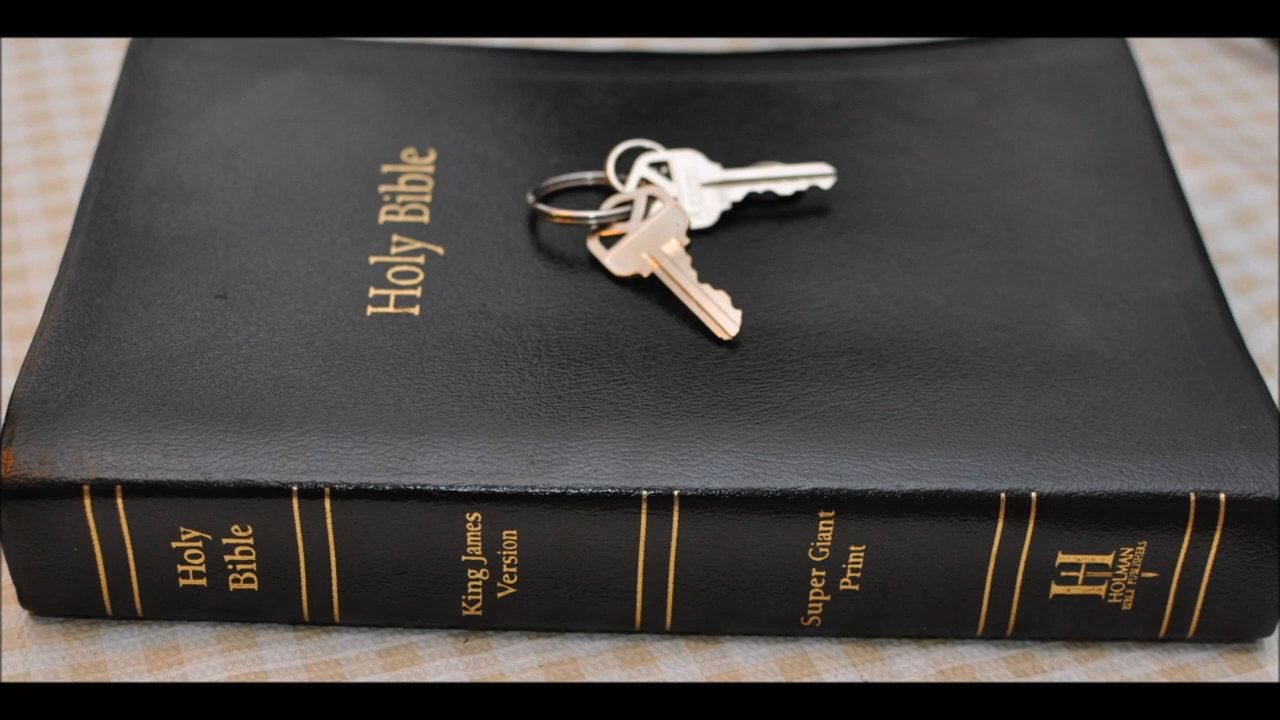 Holy Bible
Holy
Bible
King James
Version
Super Giant
Print
HOLMAN
BIBLE PUBLISHERS